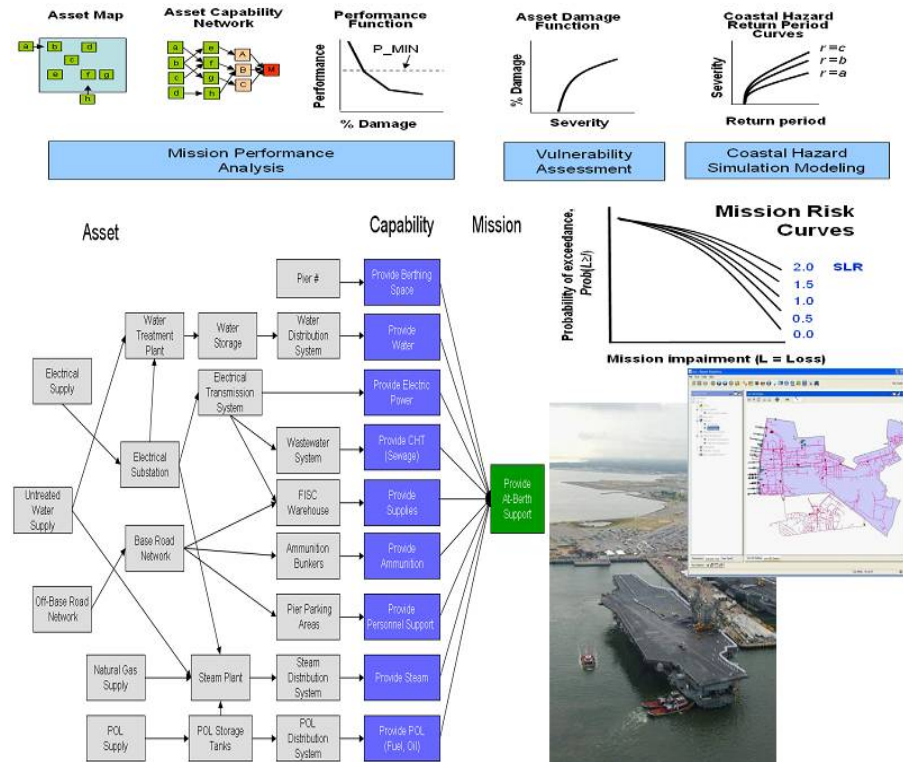 Asset Map
a
b
d
c
e
f
g
h
Asset Capability
Network
a
b
c
d
e
f
g
h
A
B
C
M
Performance
Function
P_MIN
Performance
% Damage
Asset Damage
Function
% Damage
Severity
Coastal Hazard
Return Period
Curves
r = c
r = b
r = a
Severity
Return period
Mission Performance
Analysis
Vulnerability
Assessment
Coastal Hazard
Simulation Modeling
Asset
Capability
Mission
Pier #
Provide Berthing
Space
Water
Treatment
Plant
Water
Storage
Water
Distribution
System
Provide
Water
Electrical
Supply
Electrical
Transmission
System
Provide Electric
Power
Electrical
Substation
Wastewater
System
Provide CHT
(Sewage)
Untreated
Water
Supply
FISC
Warehouse
Provide
Supplies
Provide
At-Berth
Support
Base Road
Network
Ammunition
Bunkers
Provide
Ammunition
Off-Base Road
Network
Pier Parking
Areas
Provide
Personnel Support
Natural Gas
Supply
Steam Plant
Steam
Distribution
System
Provide Steam
POL
Supply
POL Storage
Tanks
POL
Distribution
System
Provide POL
(Fuel, Oil)
Mission Risk
Curves
Probability of exceedance,
Prob(L≥l)
2.0 SLR
1.5
1.0
0.5
0.0
Mission impairment (L = Loss)